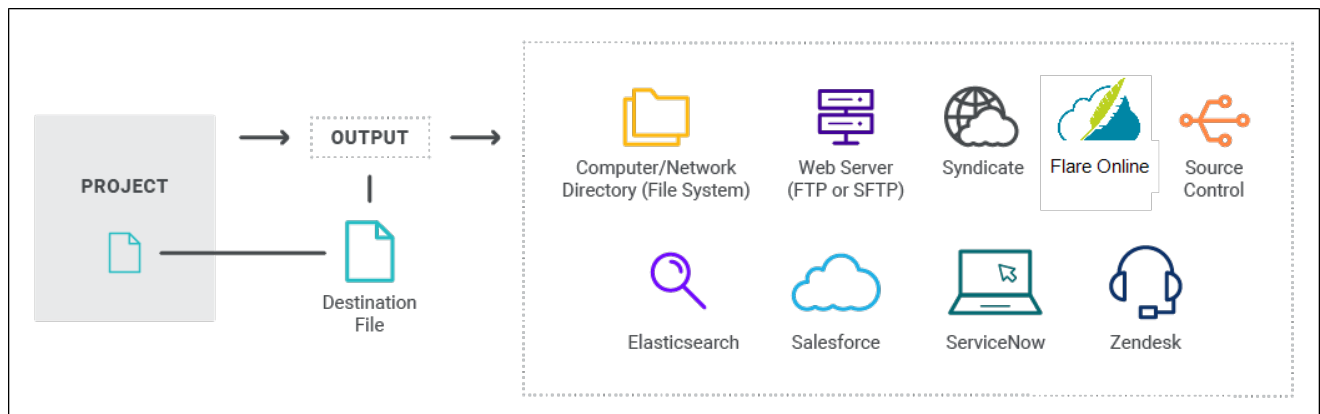 PROJECT
OUTPUT
Destination
File
Computer/Network
Directory (File System)
Web Server
(FTP or SFTP)
Syndicate
Flare Online
Source
Control
Elasticsearch
Salesforce
ServiceNow
Zendesk